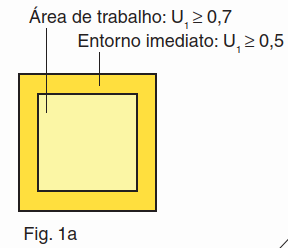 Área de trabalho: U₁ ≥ 0,7
Entorno imediato: U₁ ≥ 0,5
Fig. 1a